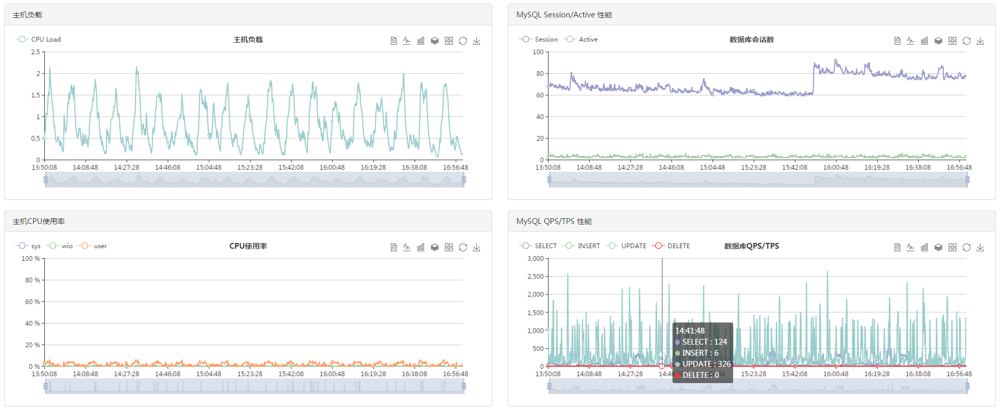 主机负载
CPU Load
主机负载
2.5
2
1.5
1
0.5
0
13:50:08 14:08:48 14:27:28 14:46:08 15:04:48 15:23:28 15:42:08 16:00:48 16:19:28 16:38:08 16:56:48
MySQL Session/Active 性能
Session Active
数据库会话数
100
80
60
40
20
0
13:50:08 14:08:48 14:27:28 14:46:08 15:04:48 15:23:28 15:42:08 16:00:48 16:19:28 16:38:08 16:56:48
主机CPU使用率
sys wio user
CPU使用率
100 %
80 %
60 %
40 %
20 %
0 %
13:50:08 14:08:48 14:27:28 14:46:08 15:04:48 15:23:28 15:42:08 16:00:48 16:19:28 16:38:08 16:56:48
MySQL QPS/TPS 性能
SELECT INSERT UPDATE DELETE
数据库QPS/TPS
3,000
2,500
2,000
1,500
1,000
500
0
14:41:48
SELECT : 124
INSERT : 6
UPDATE : 326
DELETE : 0
13:50:08 14:08:48 14:27:28 14:46:08 15:04:48 15:23:28 15:42:08 16:00:48 16:19:28 16:38:08 16:56:48